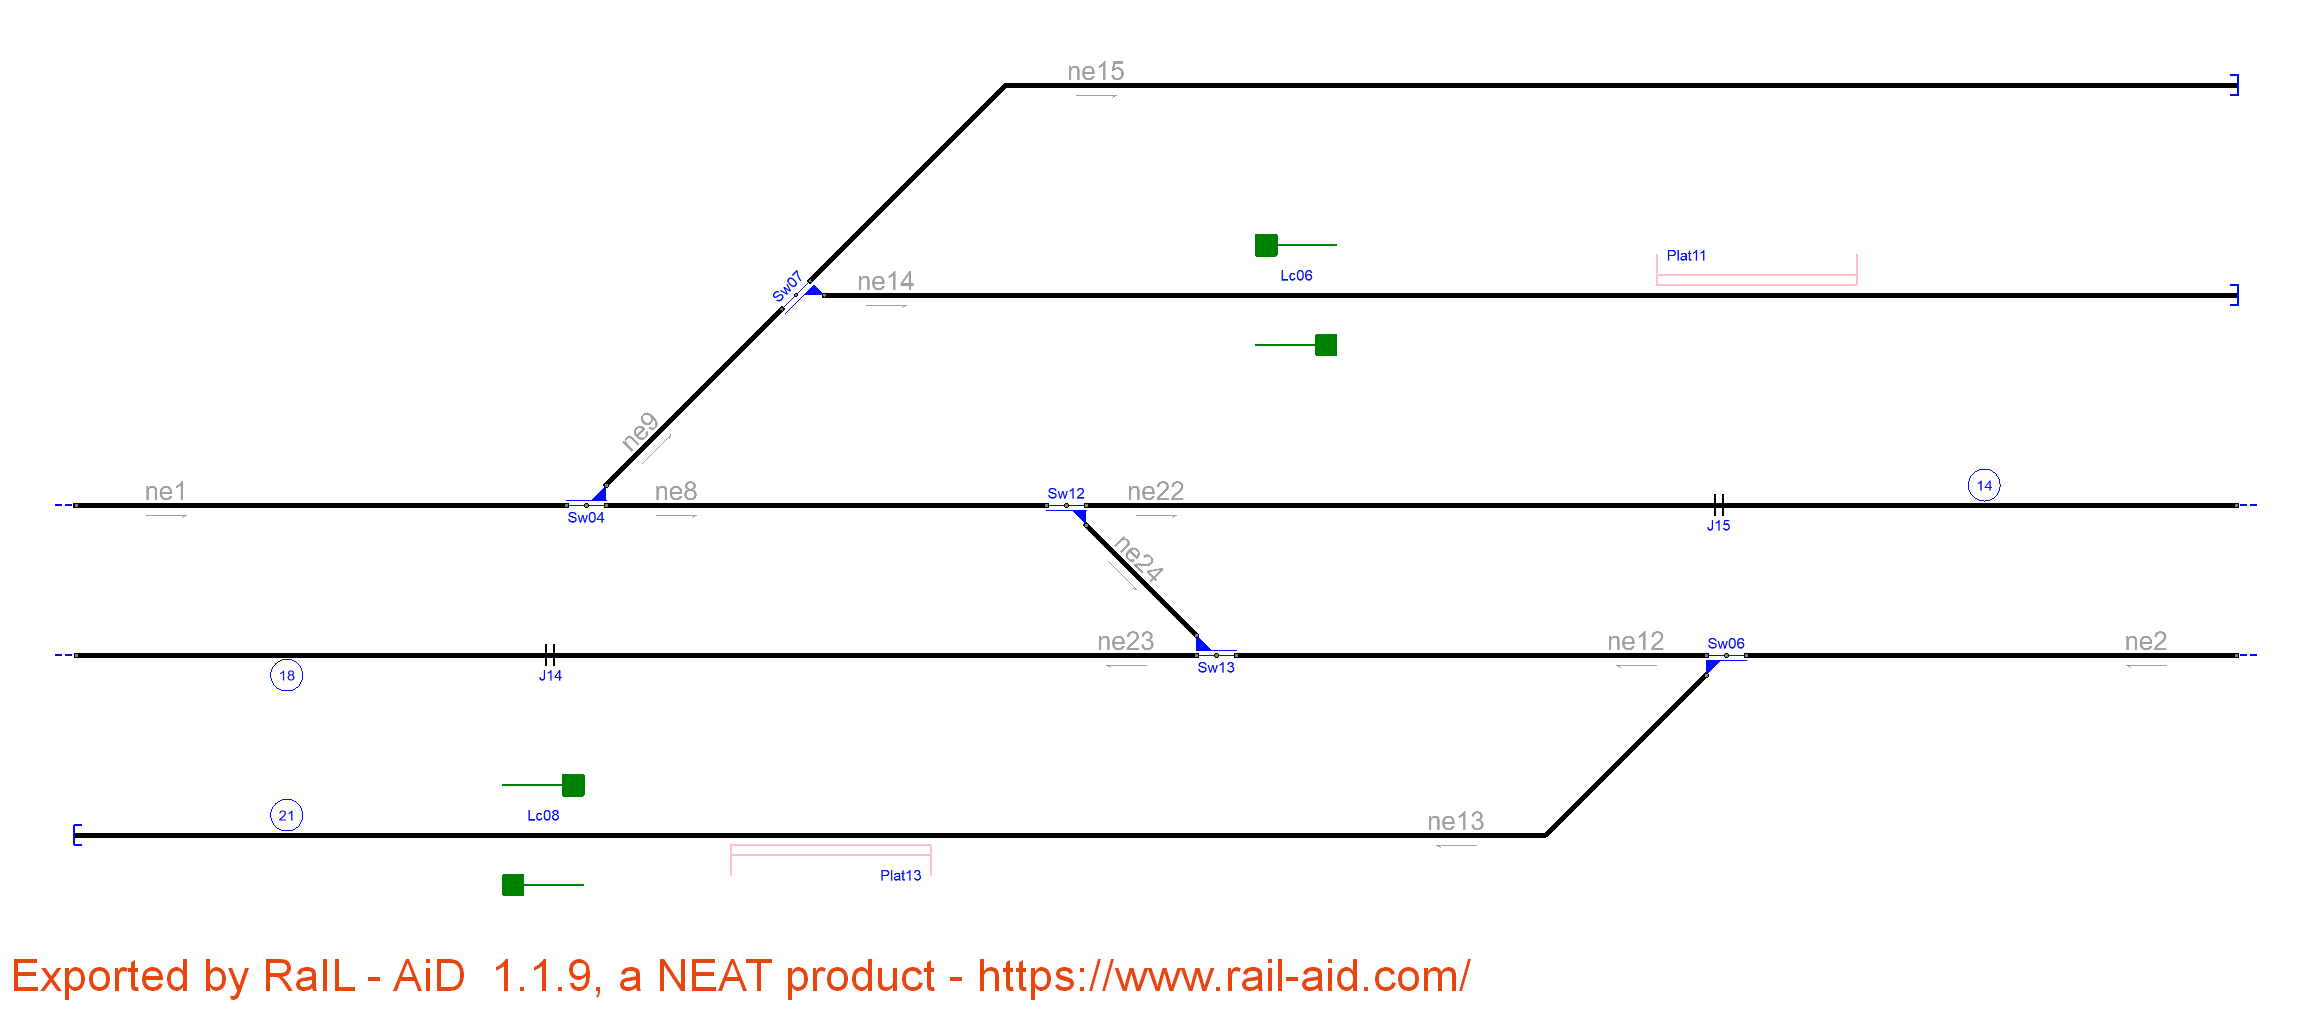 ne15
Plat11
Lc06
Sw07
ne14
ne9
ne1
Sw04
ne8
Sw12
ne22
J15
14
ne24
ne23
Sw13
ne12
Sw06
ne2
18
J14
21
Lc08
ne13
Plat13
Exported by RaIL - AiD  1.1.9, a NEAT product - https://www.rail-aid.com/